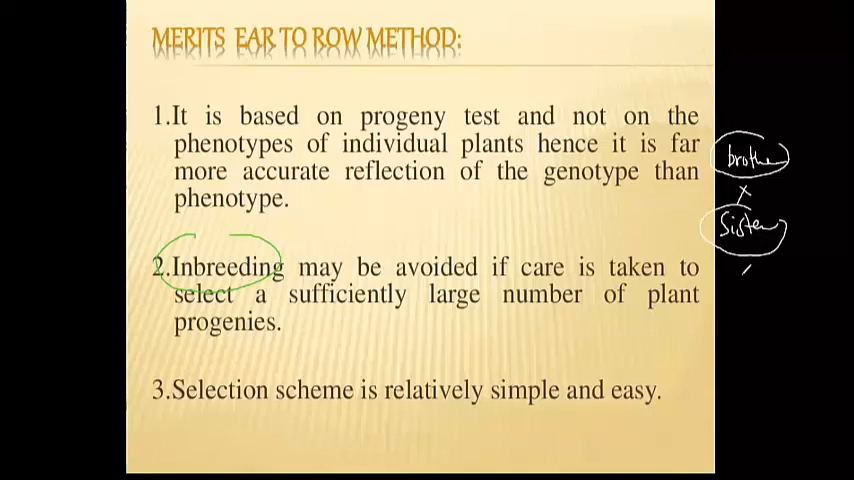 MERITS EAR TO ROW METHOD:
1.It is based on progeny test and not on the
phenotypes of individual plants hence it is far
more accurate reflection of the genotype than
phenotype.
2.Inbreeding may be avoided if care is taken to
select a sufficiently large number of plant
progenies.
3.Selection scheme is relatively simple and easy.
brother
×
Sister